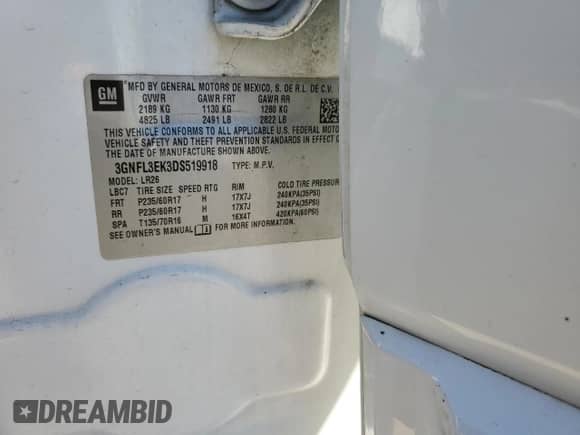 GM
MFD BY GENERAL MOTORS DE MEXICO, S. DE R.L. DE C.V.
GVWR GAWR FRT GAWR RR
2189 KG 1130 KG 1280 KG
4825 LB 2491 LB 2822 LB
THIS VEHICLE CONFORMS TO ALL APPLICABLE U.S. FEDERAL MOTO
VEHICLE SAFETY AND THEFT PREVENTION STANDARDS IN EFFECT O
THE DATE OF MANUFACTURE SHOWN ABOVE.
3GNFL3EK3DS519918 TYPE: M.P.V.
MODEL: LR26
LBC7 TIRE SIZE SPEED RTG RIM COLD TIRE PRESSURE
FRT P235/60R17 H 17X7J 240KPA(35PSI)
RR P235/60R17 H 17X7J 240KPA(35PSI)
SPA T135/70R16 M 16X4T 420KPA(60PSI)
SEE OWNER'S MANUAL FOR MORE INFORMATION.
DREAMBID